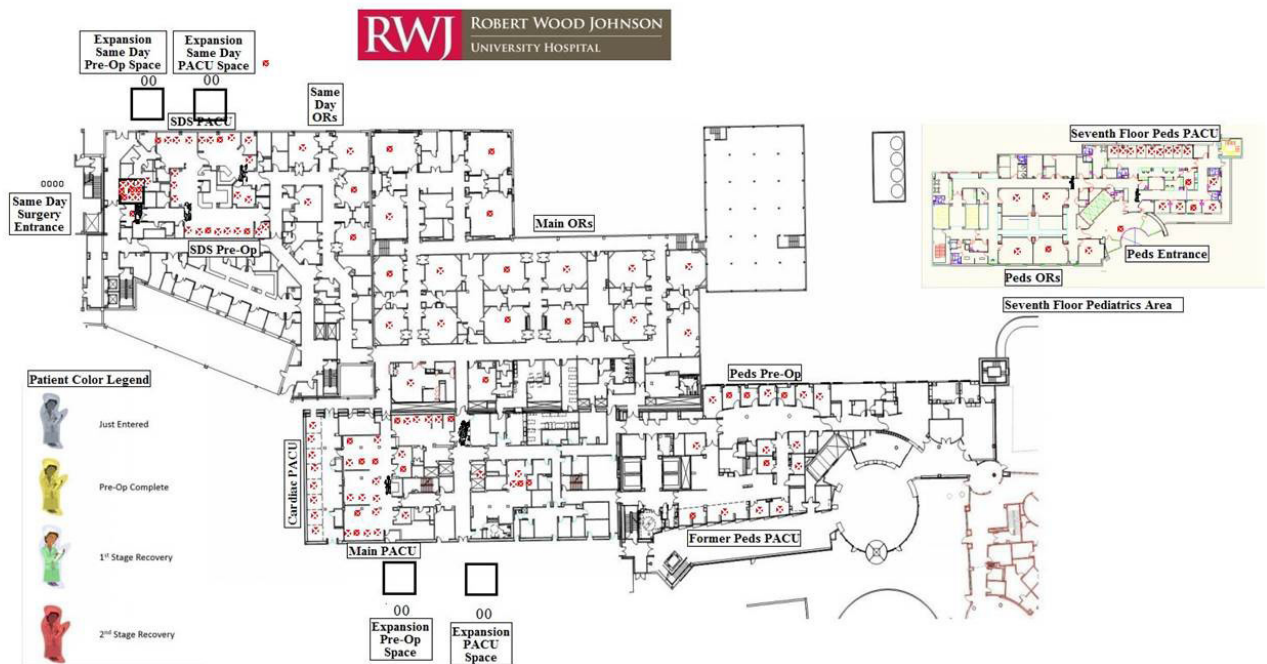 RWJ
ROBERT WOOD JOHNSON
UNIVERSITY HOSPITAL
Expansion
Same Day
Pre-Op Space
00
Expansion
Same Day
PACU Space
00
SDS PACU
Same
Day
ORs
0000
Same Day
Surgery
Entrance
SDS Pre-Op
Main ORs
Seventh Floor Peds PACU
Peds Entrance
Peds ORs
Seventh Floor Pediatrics Area
Patient Color Legend
Just Entered
Pre-Op Complete
1st Stage Recovery
2nd Stage Recovery
Peds Pre-Op
Cardiac PACU
Main PACU
Former Peds PACU
00
Expansion
Pre-Op
Space
00
Expansion
PACU
Space